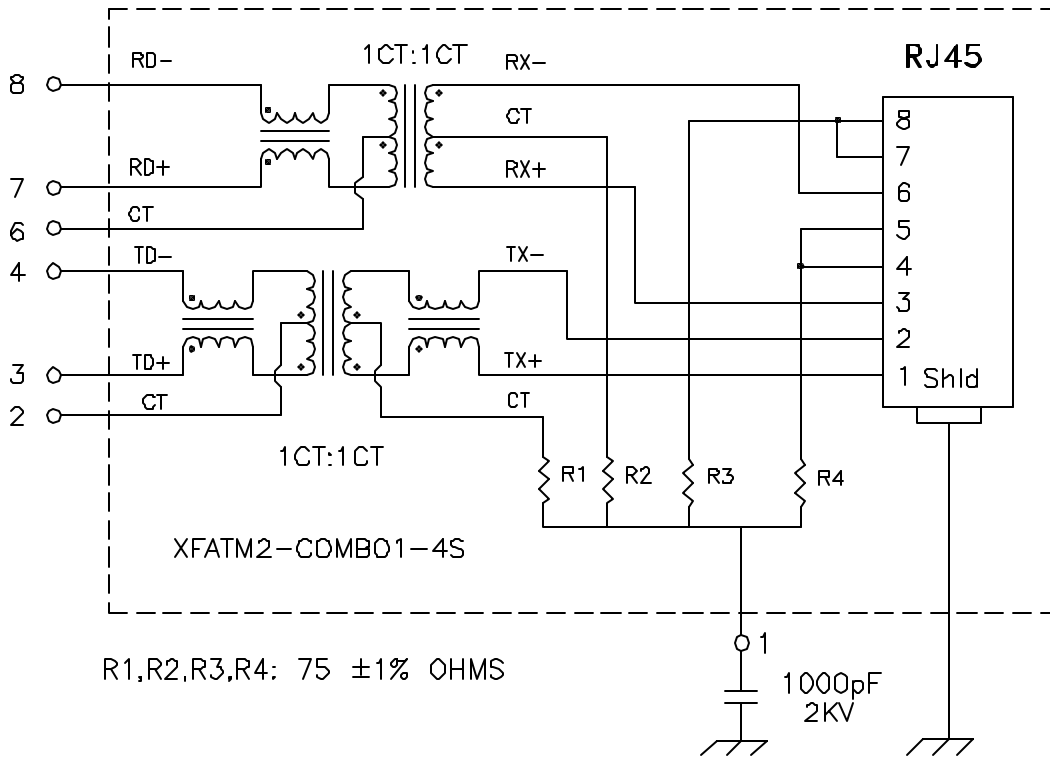 1CT:1CT
RJ45
8
RD-
RX-
CT
8
7
7
RD+
RX+
6
6
CT
5
4
TD-
TX-
4
3
2
3
TD+
TX+
1 Shld
2
CT
CT
1CT:1CT
R1
R2
R3
R4
XFATM2-COMBO1-4S
1
R1,R2,R3,R4: 75 ±1% OHMS
1000pF
2KV